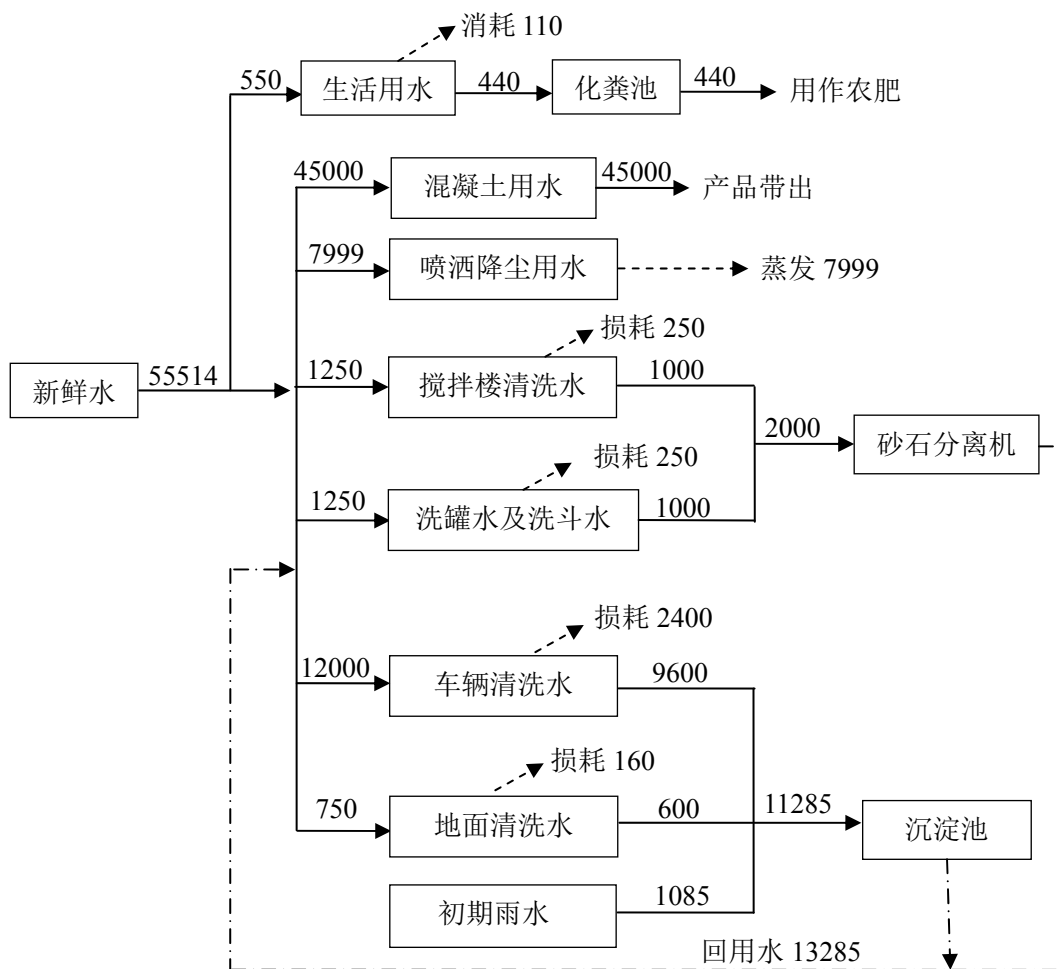 消耗 110
550
生活用水
440
化粪池
440
用作农肥
45000
混凝土用水
45000
产品带出
7999
喷洒降尘用水
蒸发 7999
损耗 250
新鲜水
55514
1250
搅拌楼清洗水
1000
2000
砂石分离机
损耗 250
1250
洗罐水及洗斗水
1000
损耗 2400
12000
车辆清洗水
9600
损耗 160
750
地面清洗水
600
11285
沉淀池
初期雨水
1085
回用水 13285